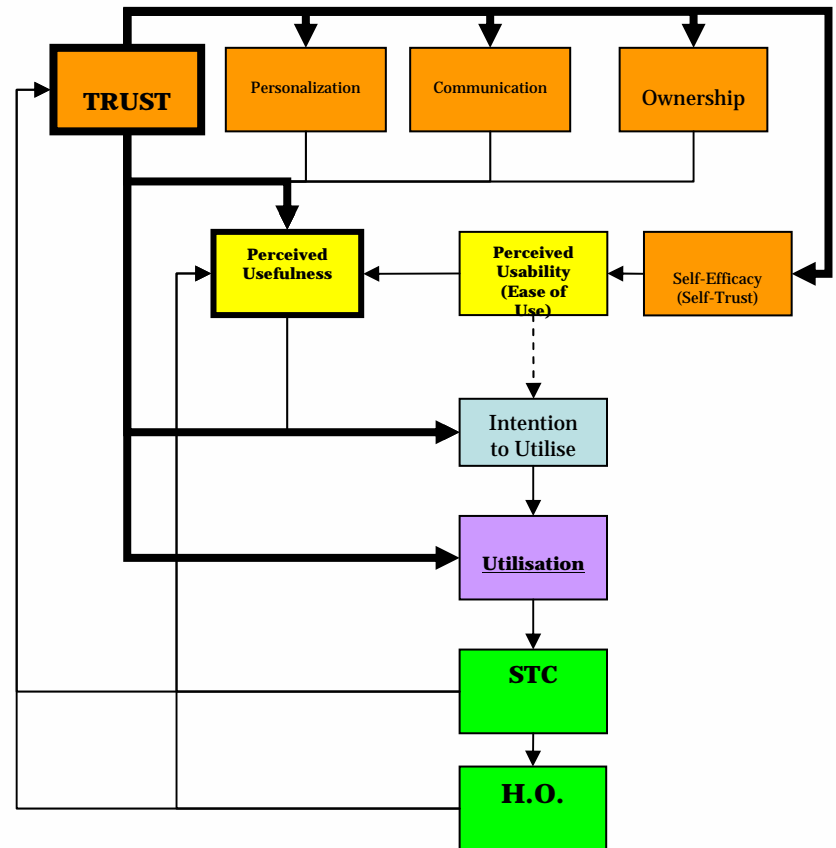 TRUST
Personalization
Communication
Ownership
Perceived
Usefulness
Perceived
Usability
(Ease of
Use)
Self-Efficacy
(Self-Trust)
Intention
to Utilise
Utilisation
STC
H.O.